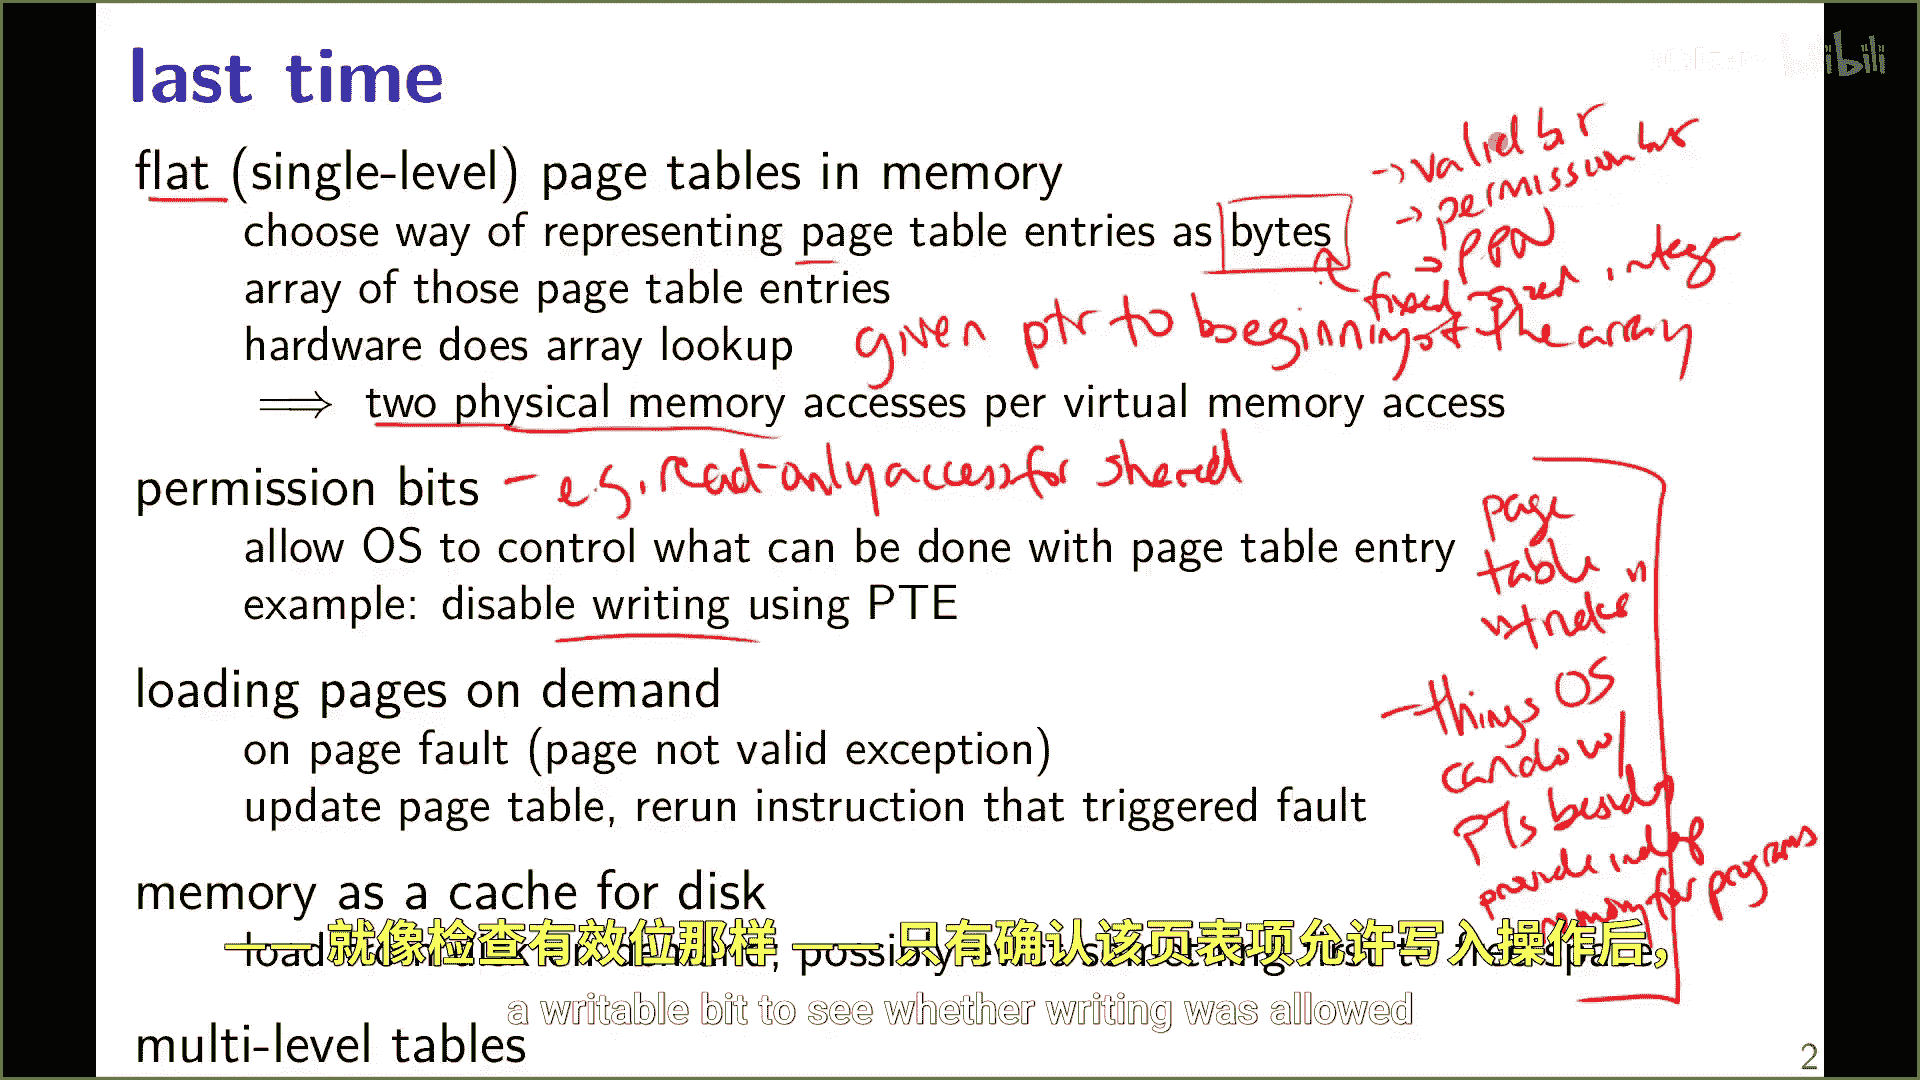 last time
bilibili
flat (single-level) page tables in memory
choose way of representing page table entries as bytes
array of those page table entries
hardware does array lookup
⟹ two physical memory accesses per virtual memory access
→ valid bit
→ permission bit
→ PPN
fixed-sized integer
given ptr to beginning of the array
permission bits - e.g. read-only access for shared
allow OS to control what can be done with page table entry
example: disable writing using PTE
loading pages on demand
on page fault (page not valid exception)
update page table, rerun instruction that triggered fault
page
table
"tricks"
- things OS
can do w/
PTs besides
provide indep
memory for programs
memory as a cache for disk
—— 就像检查有效位那样 —— 只有确认该页表项允许写入操作后,
a writable bit to see whether writing was allowed
multi-level tables
2